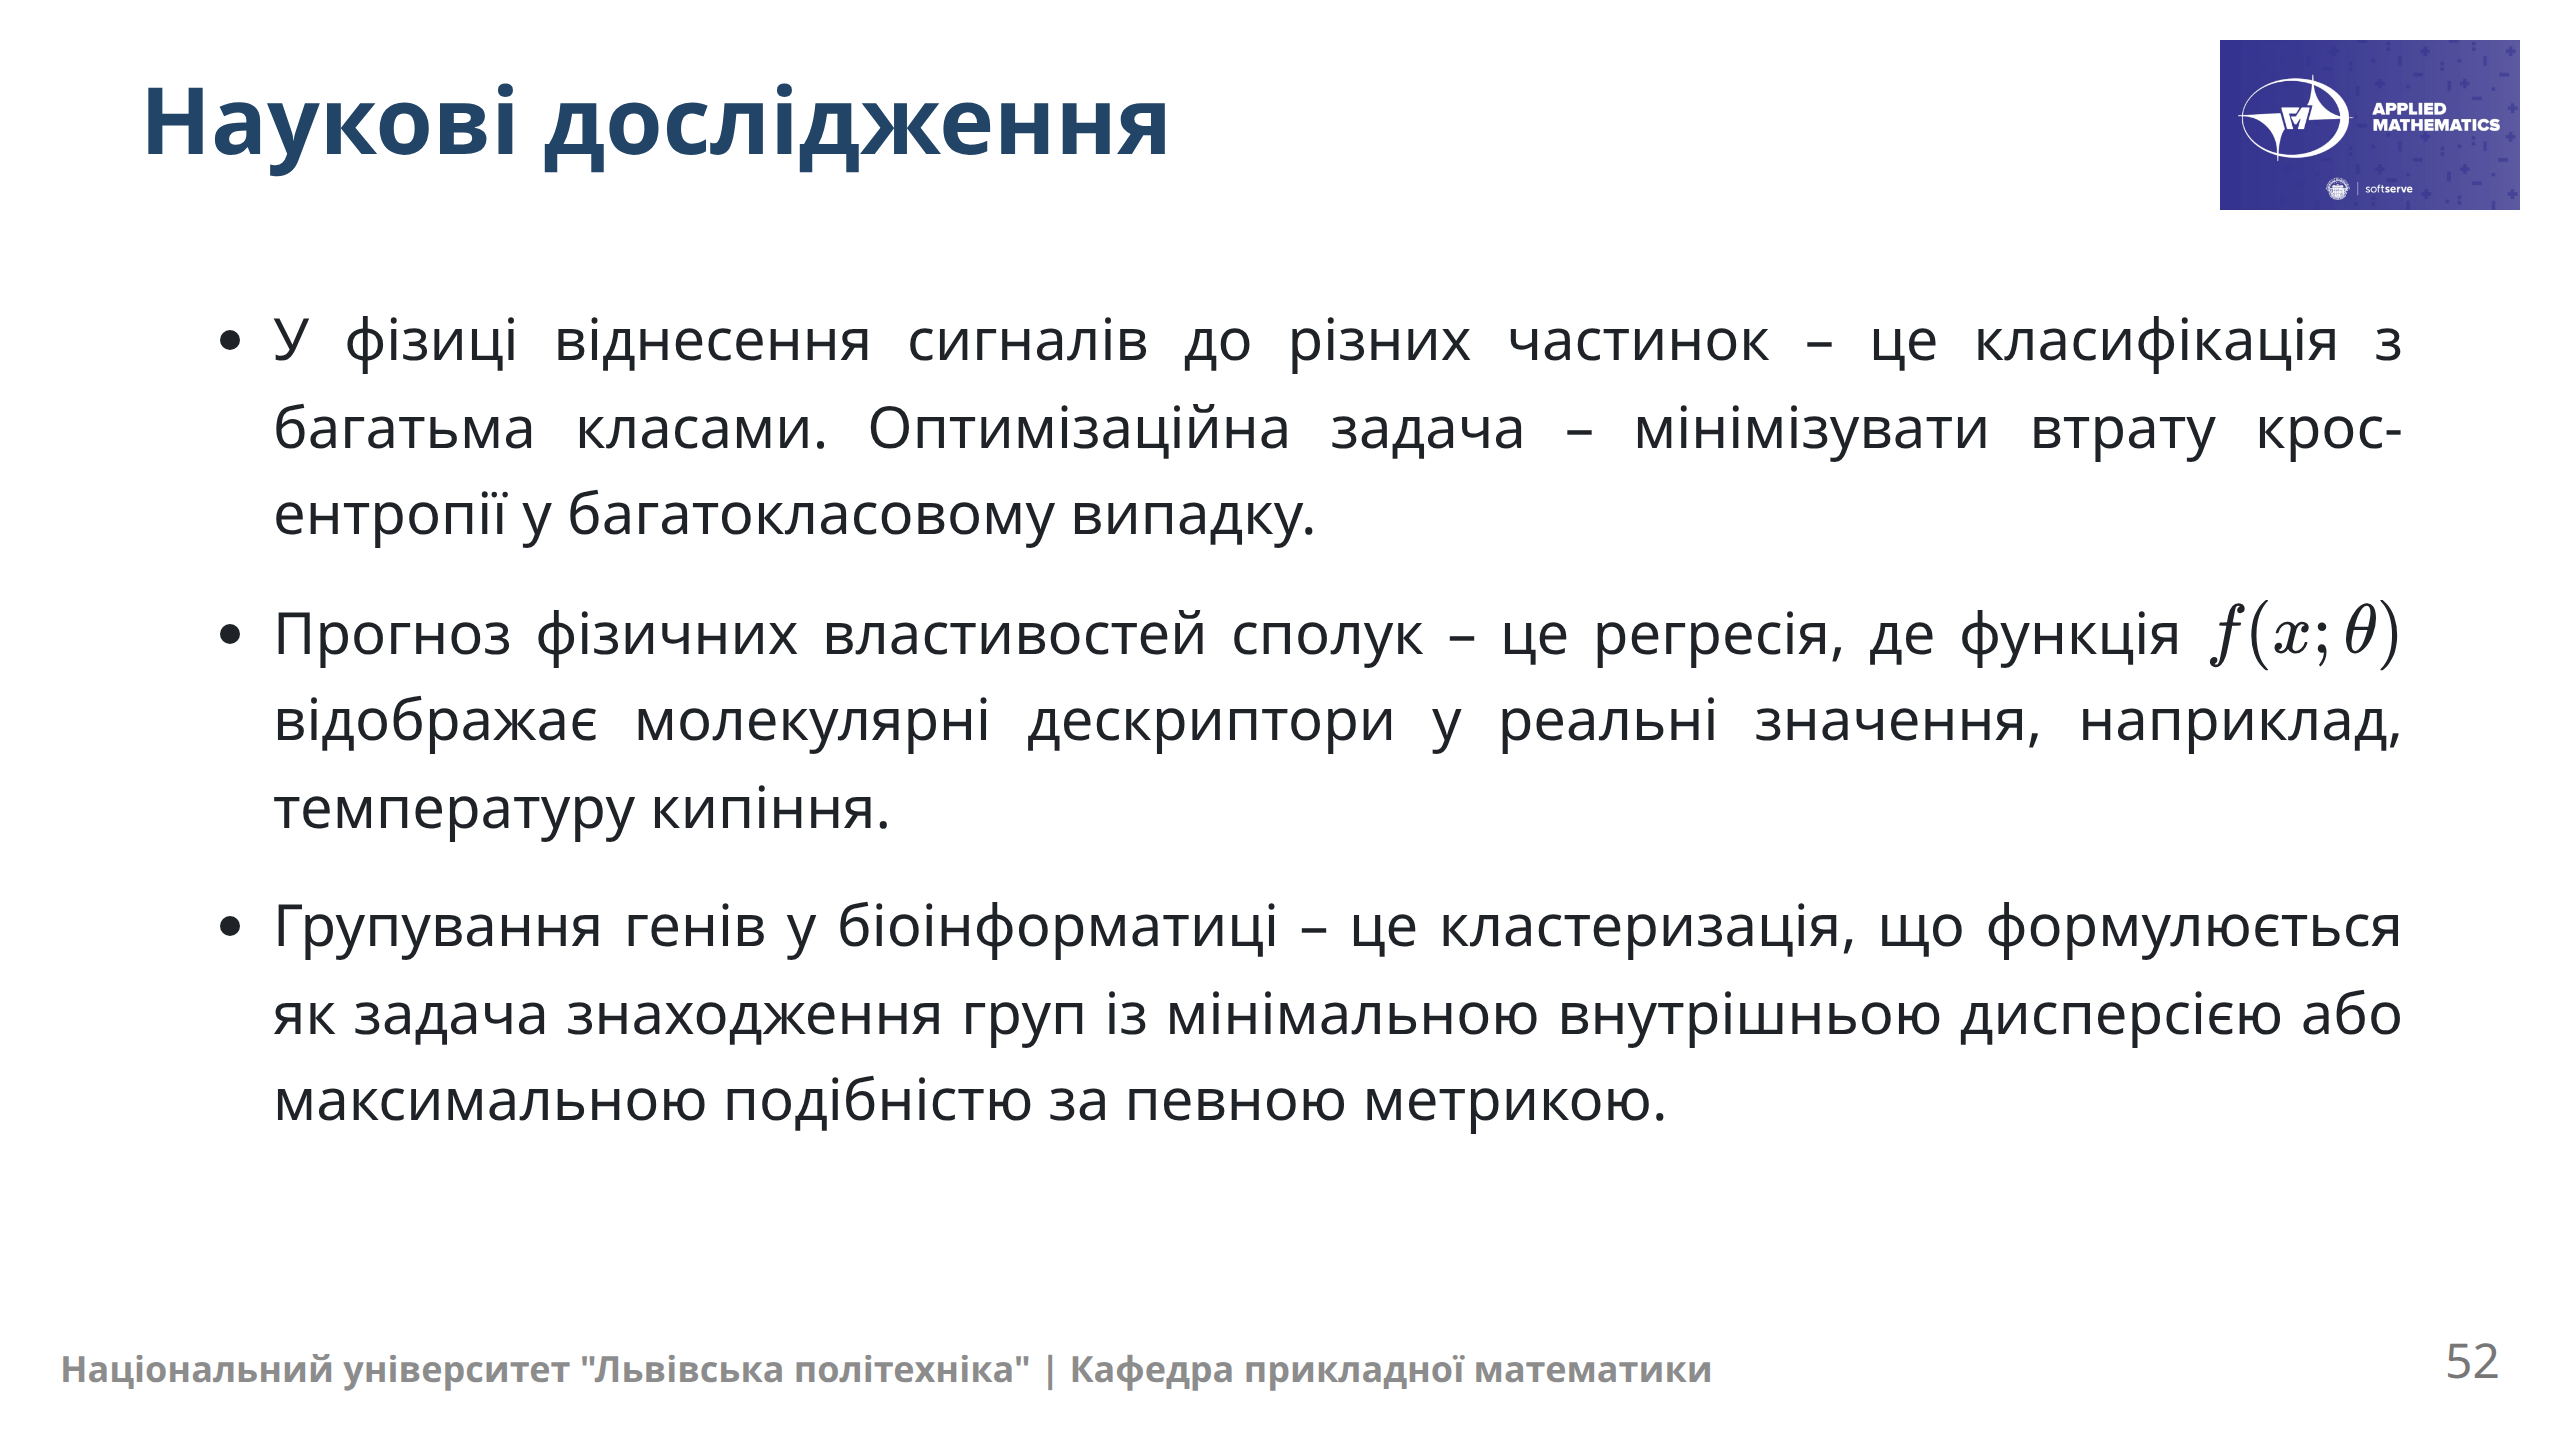 Наукові дослідження
APPLIED
MATHEMATICS
softserve
• У фізиці віднесення сигналів до різних частинок – це класифікація з
багатьма класами. Оптимізаційна задача – мінімізувати втрату крос-
ентропії у багатокласовому випадку.
• Прогноз фізичних властивостей сполук – це регресія, де функція f(x; θ)
відображає молекулярні дескриптори у реальні значення, наприклад,
температуру кипіння.
• Групування генів у біоінформатиці – це кластеризація, що формулюється
як задача знаходження груп із мінімальною внутрішньою дисперсією або
максимальною подібністю за певною метрикою.
Національний університет "Львівська політехніка" | Кафедра прикладної математики
52